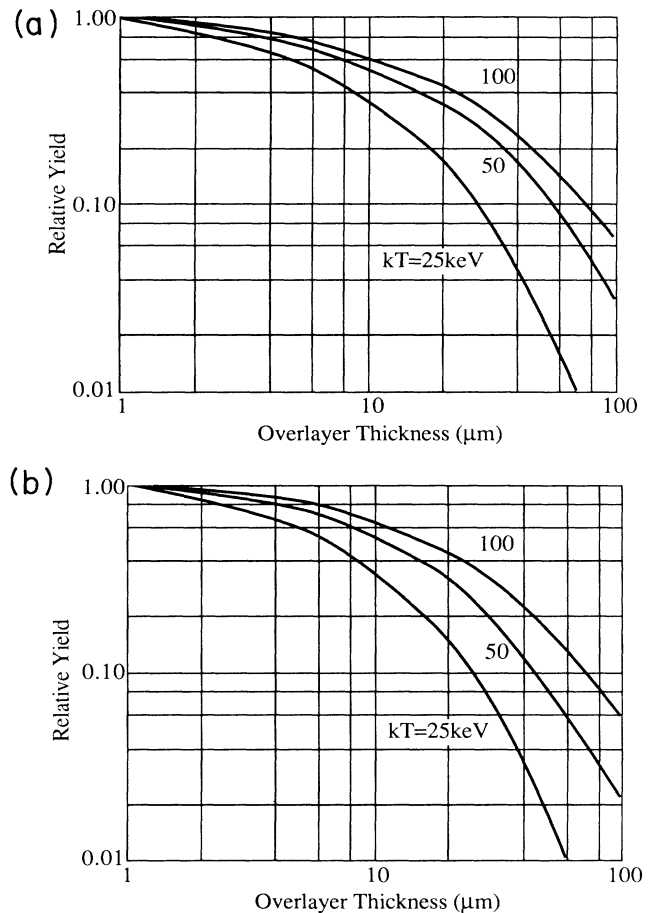 (a)
1.00
100
Relative Yield
50
0.10
kT=25keV
0.01
1
10
100
Overlayer Thickness (μm)
(b)
1.00
100
Relative Yield
50
0.10
kT=25keV
0.01
1
10
100
Overlayer Thickness (μm)